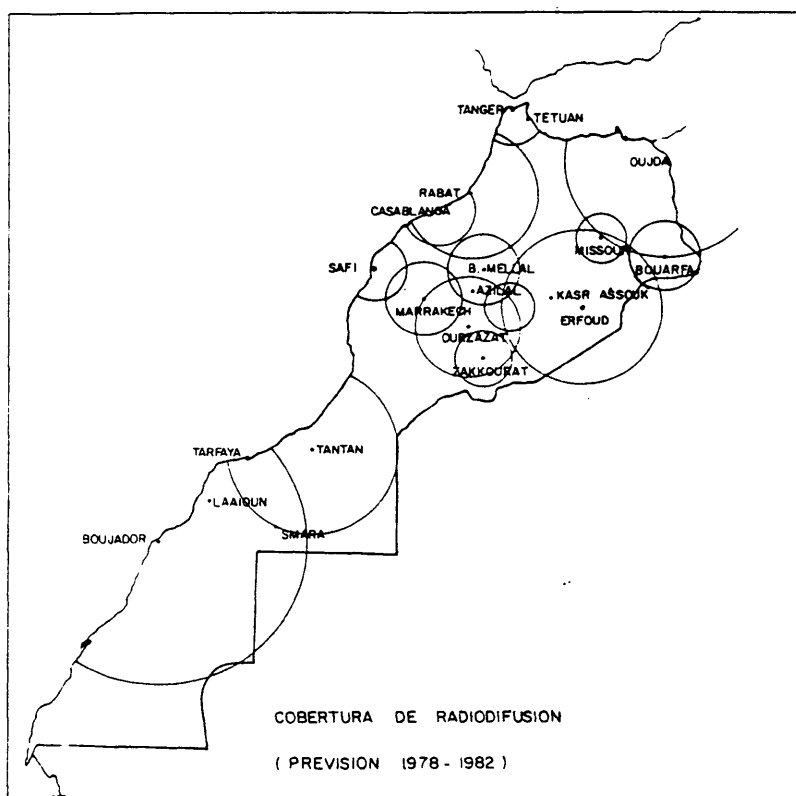 TANGER
TETUAN
OUJDA
RABAT
CASABLANCA
MISSOUR
SAFI
B. MELLAL
BOUARFA
AZILAL
KASR ASSOUK
MARRAKECH
ERFOUD
OURZAZAT
ZAKKOURAT
TARFAYA
TANTAN
LAAIOUN
SMARA
BOUJADOR
COBERTURA DE RADIODIFUSION
( PREVISION 1978 - 1982 )